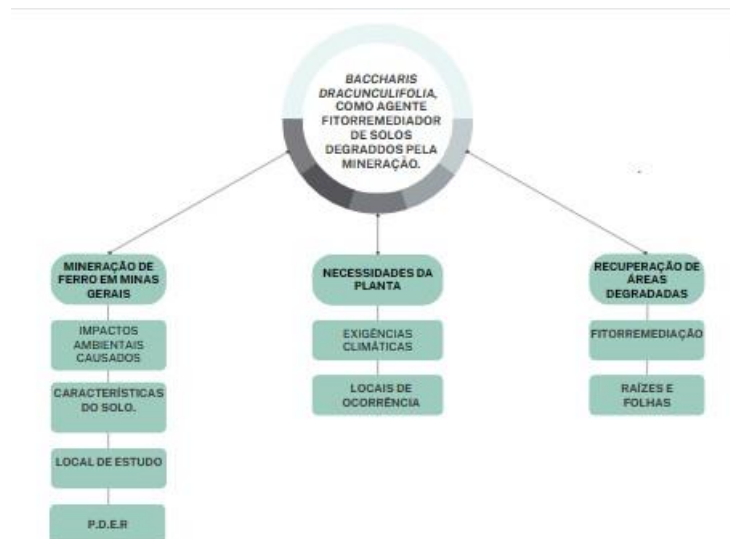 BACCHARIS
DRACUNCULIFOLIA,
COMO AGENTE
FITORREMEDIADOR
DE SOLOS
DEGRADDOS PELA
MINERAÇÃO.
MINERAÇÃO DE
FERRO EM MINAS
GERAIS
IMPACTOS
AMBIENTAIS
CAUSADOS
CARACTERÍSTICAS
DO SOLO.
LOCAL DE ESTUDO
P.D.E.R
NECESSIDADES DA
PLANTA
EXIGÊNCIAS
CLIMÁTICAS
LOCAIS DE
OCORRÊNCIA
RECUPERAÇÃO DE
ÁREAS
DEGRADADAS
FITORREMEDIAÇÃO
RAÍZES E
FOLHAS